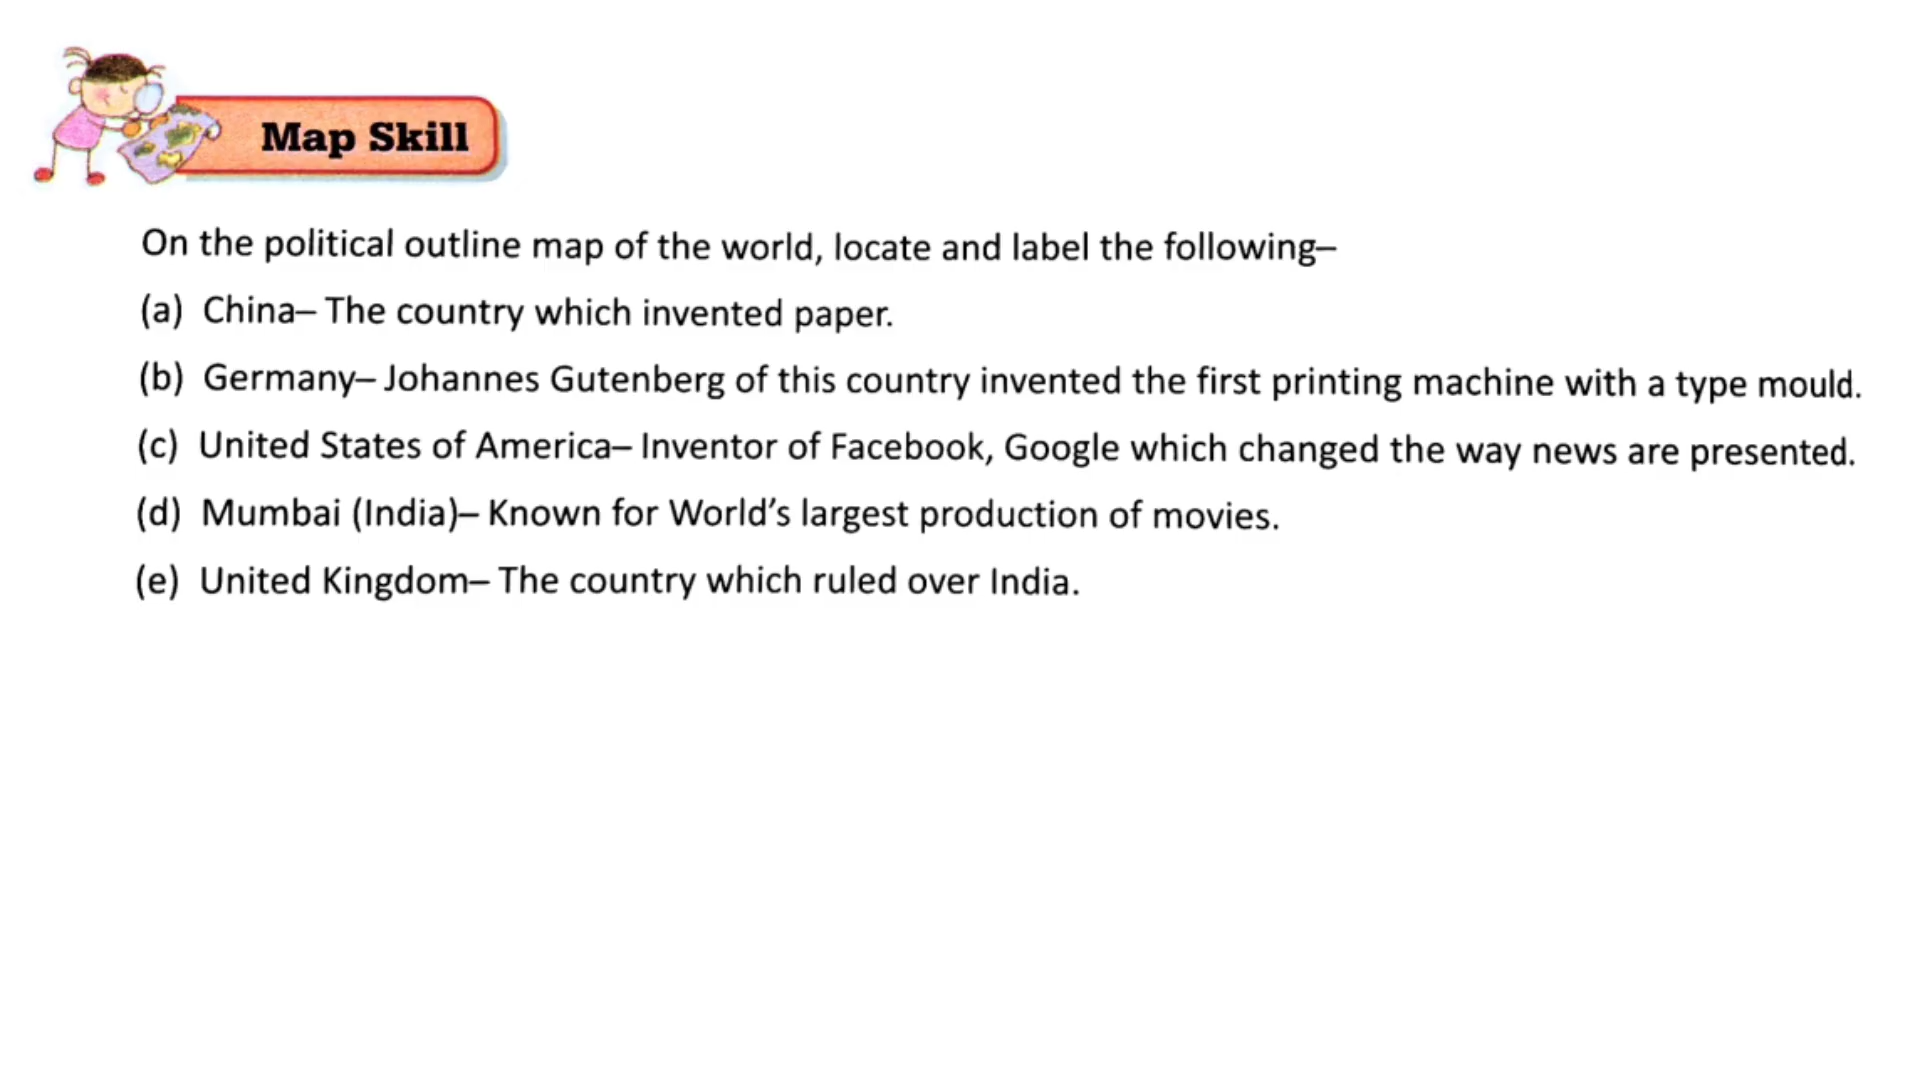 Map Skill
On the political outline map of the world, locate and label the following–
(a) China– The country which invented paper.
(b) Germany– Johannes Gutenberg of this country invented the first printing machine with a type mould.
(c) United States of America– Inventor of Facebook, Google which changed the way news are presented.
(d) Mumbai (India)– Known for World’s largest production of movies.
(e) United Kingdom– The country which ruled over India.